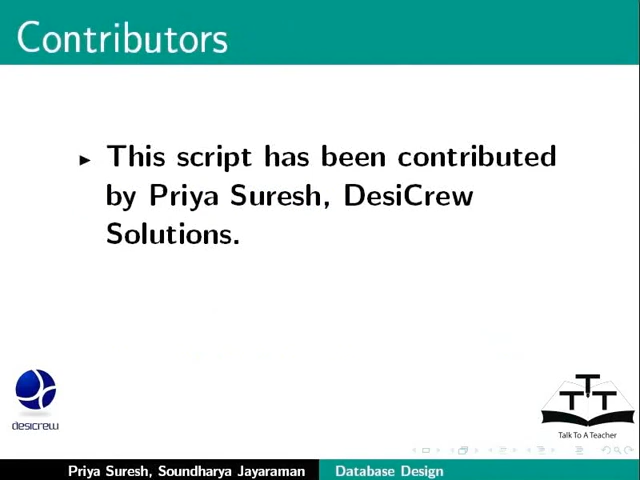 Contributors
► This script has been contributed
by Priya Suresh, DesiCrew
Solutions.
desicrew
TTT
Talk To A Teacher
Priya Suresh, Soundharya Jayaraman
Database Design